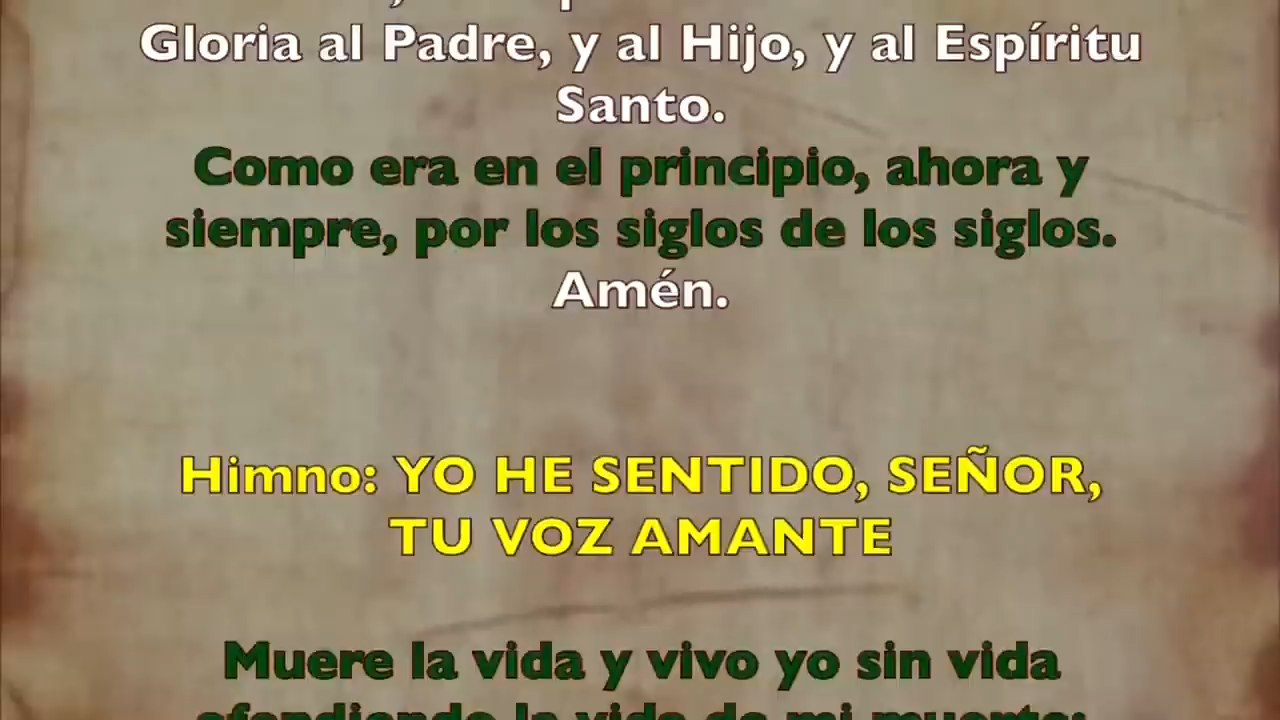 Gloria al Padre, y al Hijo, y al Espíritu
Santo.
Como era en el principio, ahora y
siempre, por los siglos de los siglos.
Amén.
Himno: YO HE SENTIDO, SEÑOR,
TU VOZ AMANTE
Muere la vida y vivo yo sin vida
ofendiendo la vida de mi muerte;